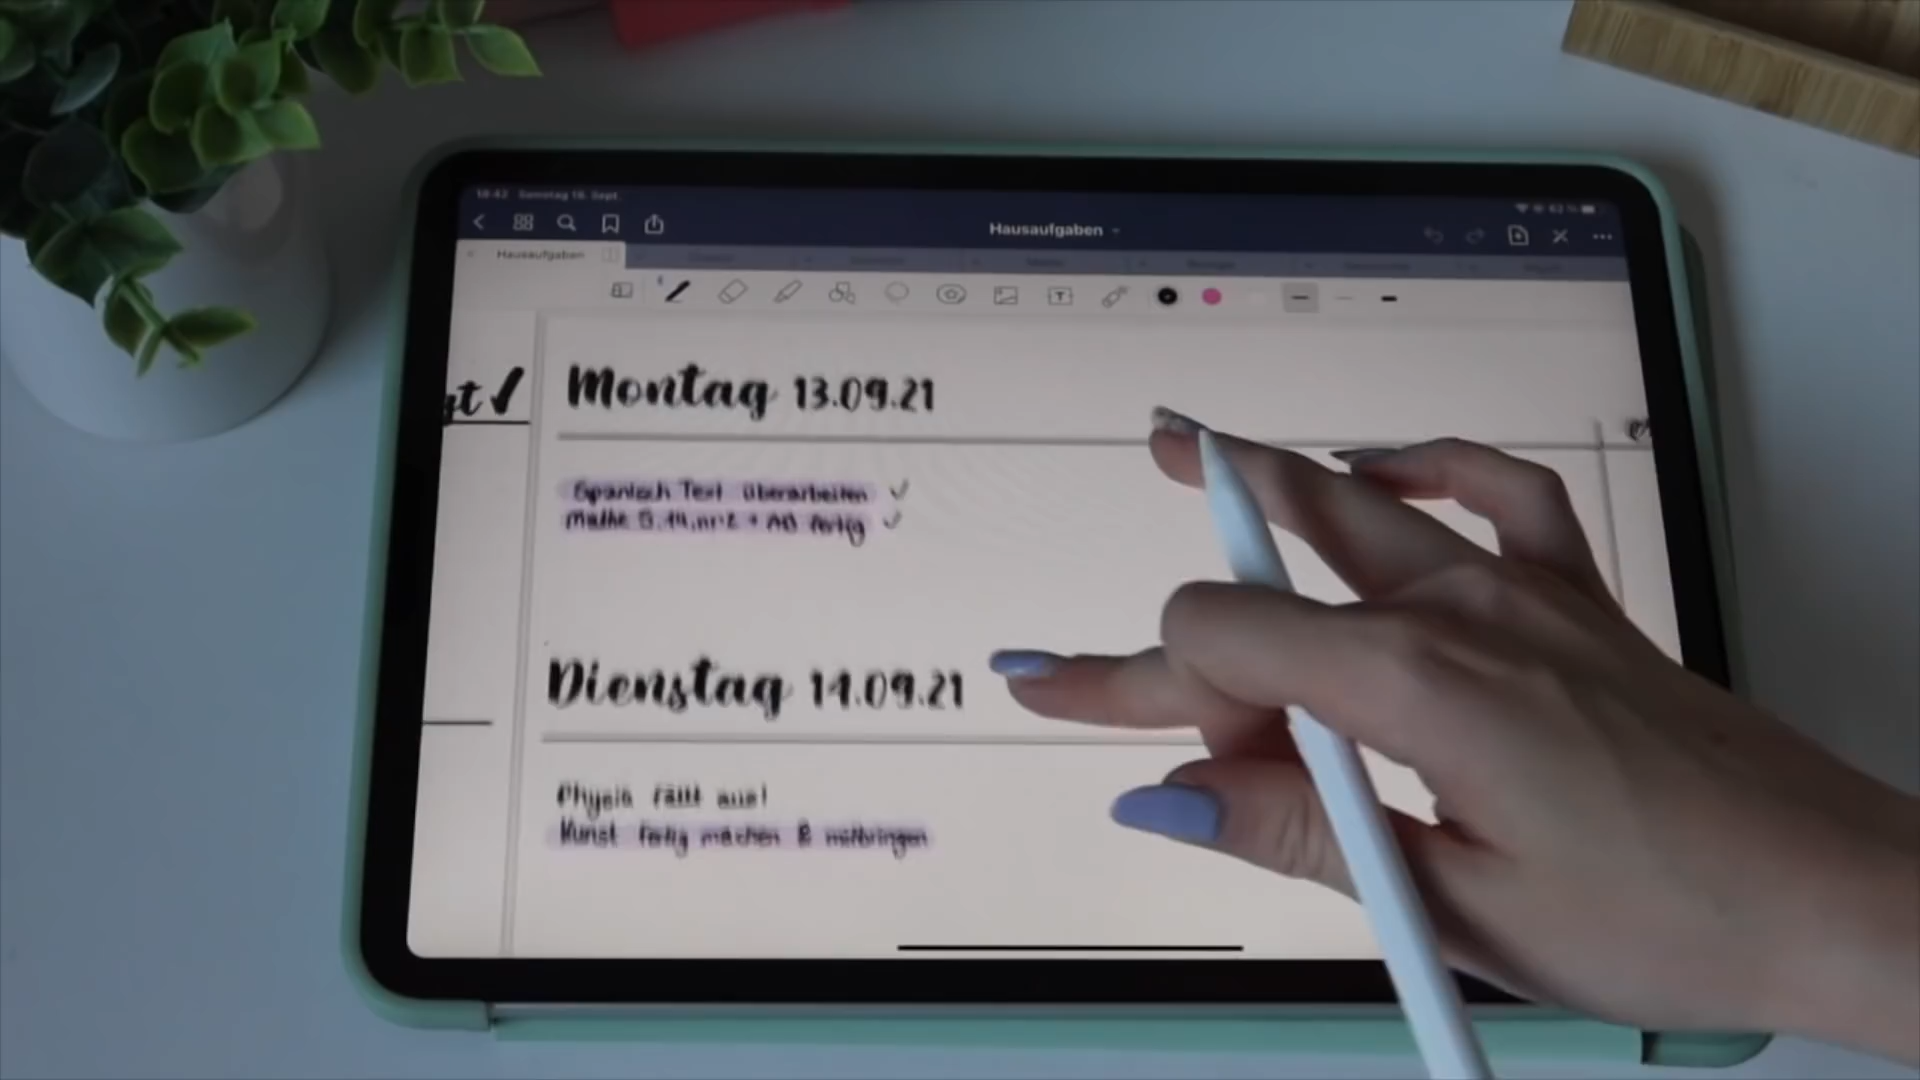 Hausaufgaben
Hausaufgaben
Montag 13.09.21
Spanisch Text überarbeiten ✓
Mathe S.14, nr.2 + AB fertig ✓
Dienstag 14.09.21
Physik fällt aus!
Kunst fertig machen & mitbringen